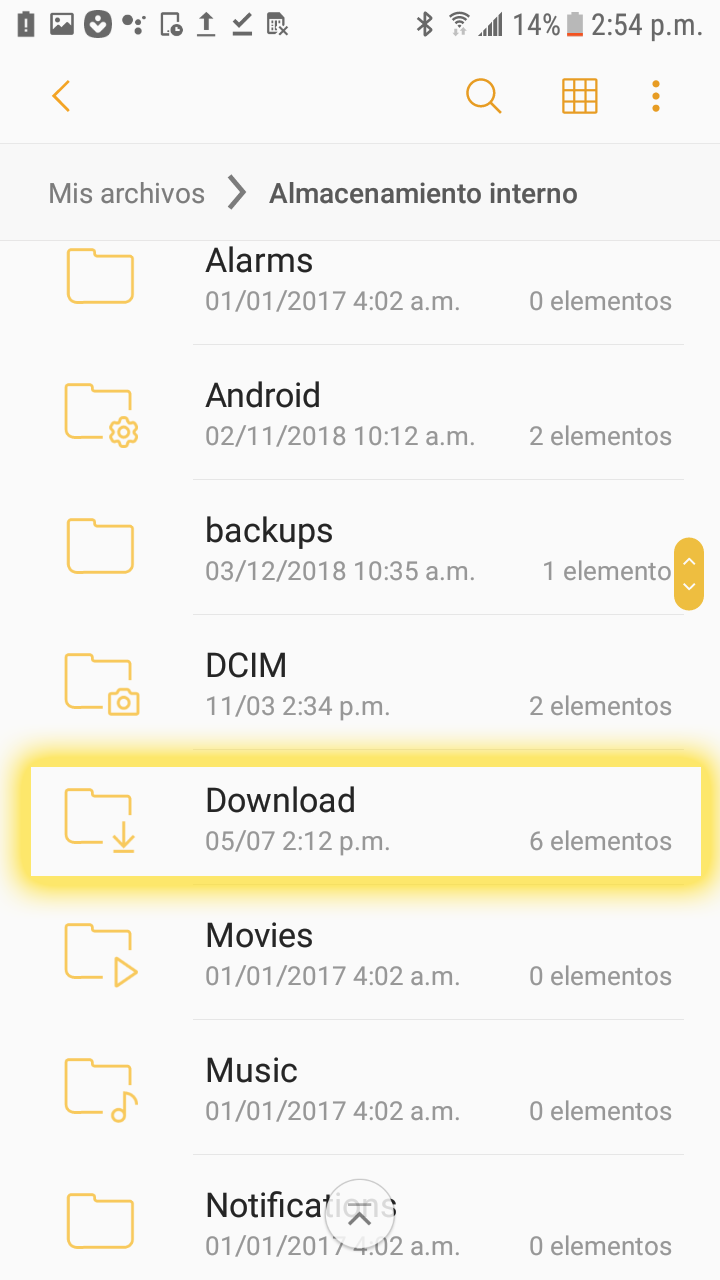 14% 2:54 p.m.
Mis archivos Almacenamiento interno
Alarms
01/01/2017 4:02 a.m. 0 elementos
Android
02/11/2018 10:12 a.m. 2 elementos
backups
03/12/2018 10:35 a.m. 1 elemento
DCIM
11/03 2:34 p.m. 2 elementos
Download
05/07 2:12 p.m. 6 elementos
Movies
01/01/2017 4:02 a.m. 0 elementos
Music
01/01/2017 4:02 a.m. 0 elementos
Notifications
01/01/2017 4:02 a.m. 0 elementos